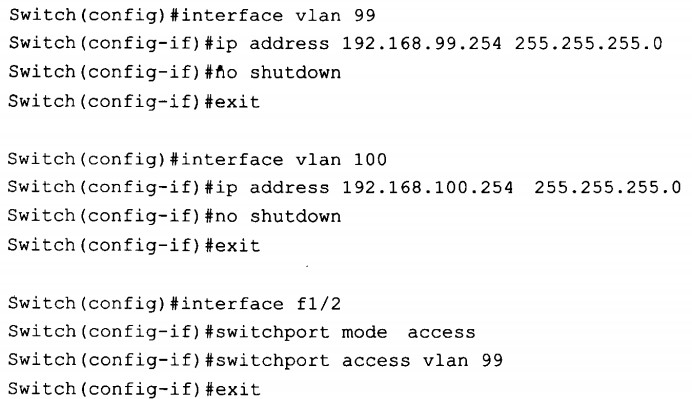 Switch(config)#interface vlan 99
Switch(config-if)#ip address 192.168.99.254 255.255.255.0
Switch(config-if)#no shutdown
Switch(config-if)#exit
Switch(config)#interface vlan 100
Switch(config-if)#ip address 192.168.100.254 255.255.255.0
Switch(config-if)#no shutdown
Switch(config-if)#exit
Switch(config)#interface f1/2
Switch(config-if)#switchport mode access
Switch(config-if)#switchport access vlan 99
Switch(config-if)#exit